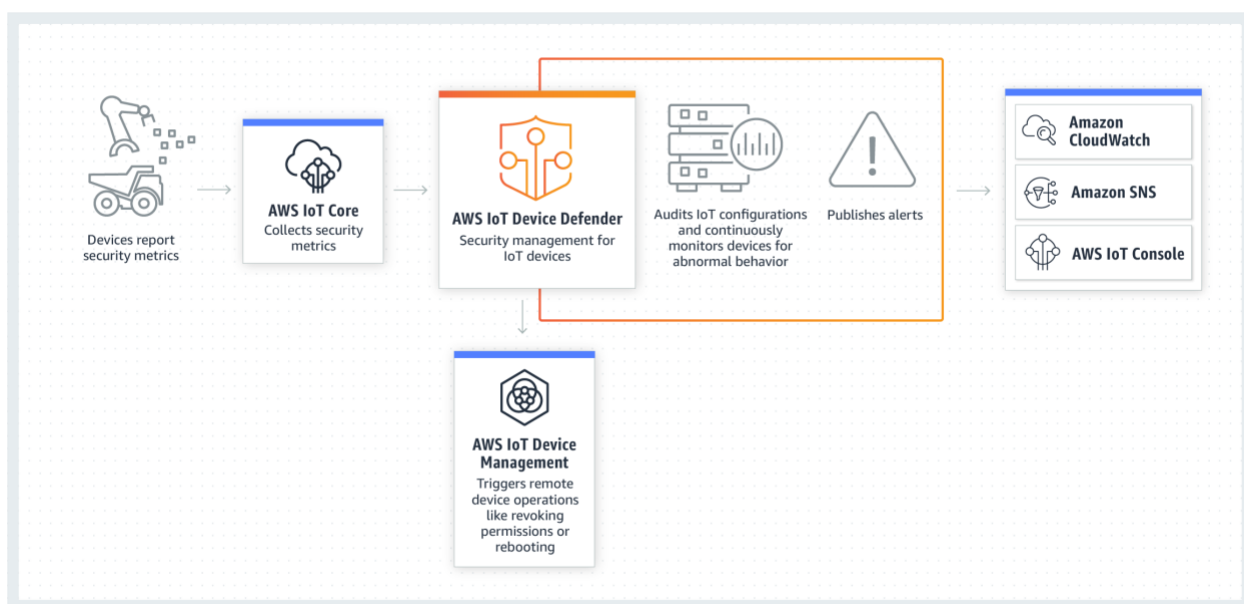 Devices report
security metrics
AWS IoT Core
Collects security
metrics
AWS IoT Device Defender
Security management for
IoT devices
Audits IoT configurations
and continuously
monitors devices for
abnormal behavior
Publishes alerts
Amazon
CloudWatch
Amazon SNS
AWS IoT Console
AWS IoT Device
Management
Triggers remote
device operations
like revoking
permissions or
rebooting